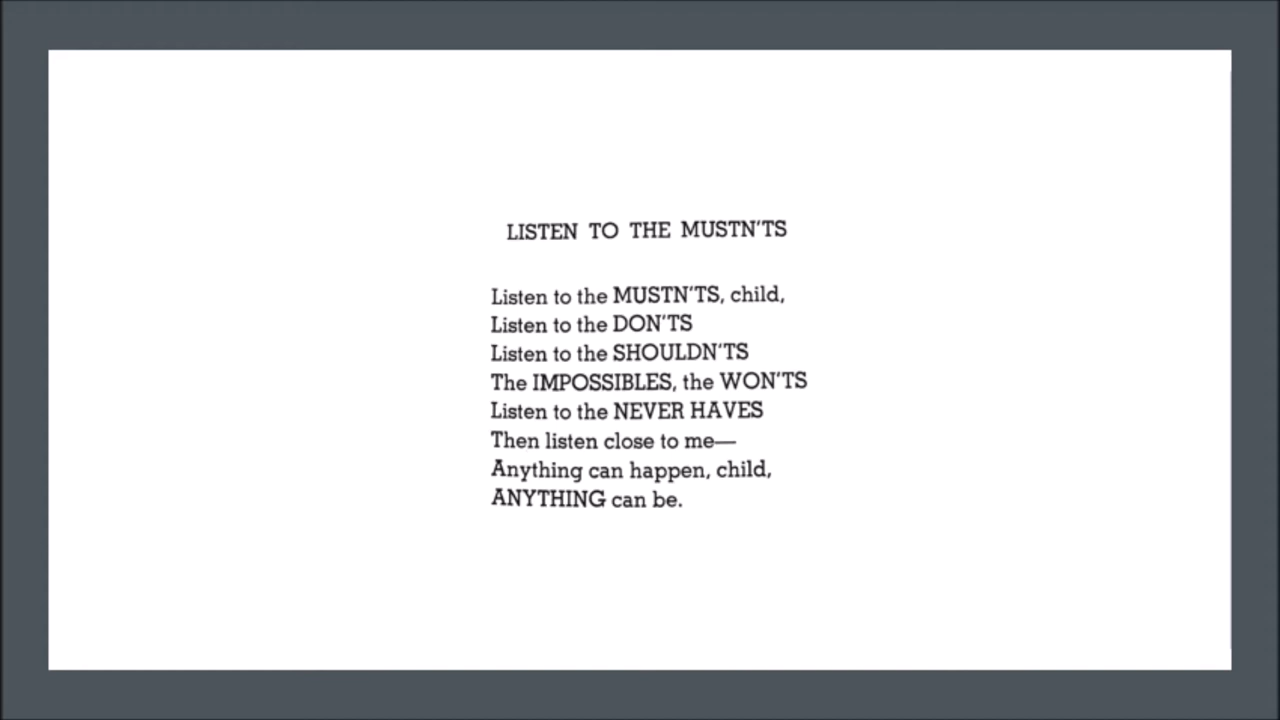 LISTEN TO THE MUSTN'TS
Listen to the MUSTN'TS, child,
Listen to the DON'TS
Listen to the SHOULDN'TS
The IMPOSSIBLES, the WON'TS
Listen to the NEVER HAVES
Then listen close to me—
Anything can happen, child,
ANYTHING can be.